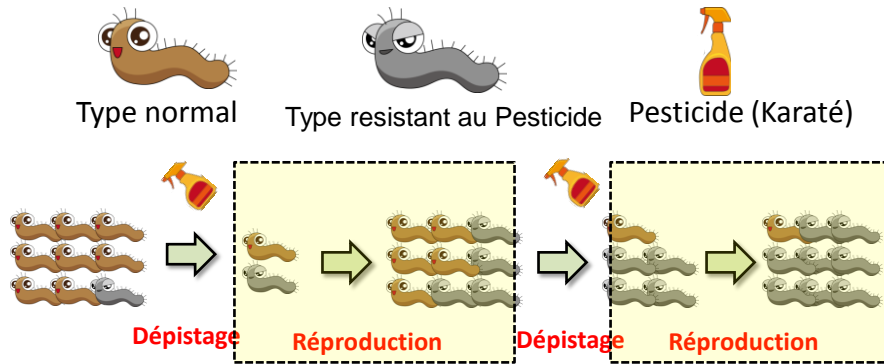 Type normal
Type resistant au Pesticide
Pesticide (Karaté)
Dépistage
Réproduction
Dépistage
Réproduction